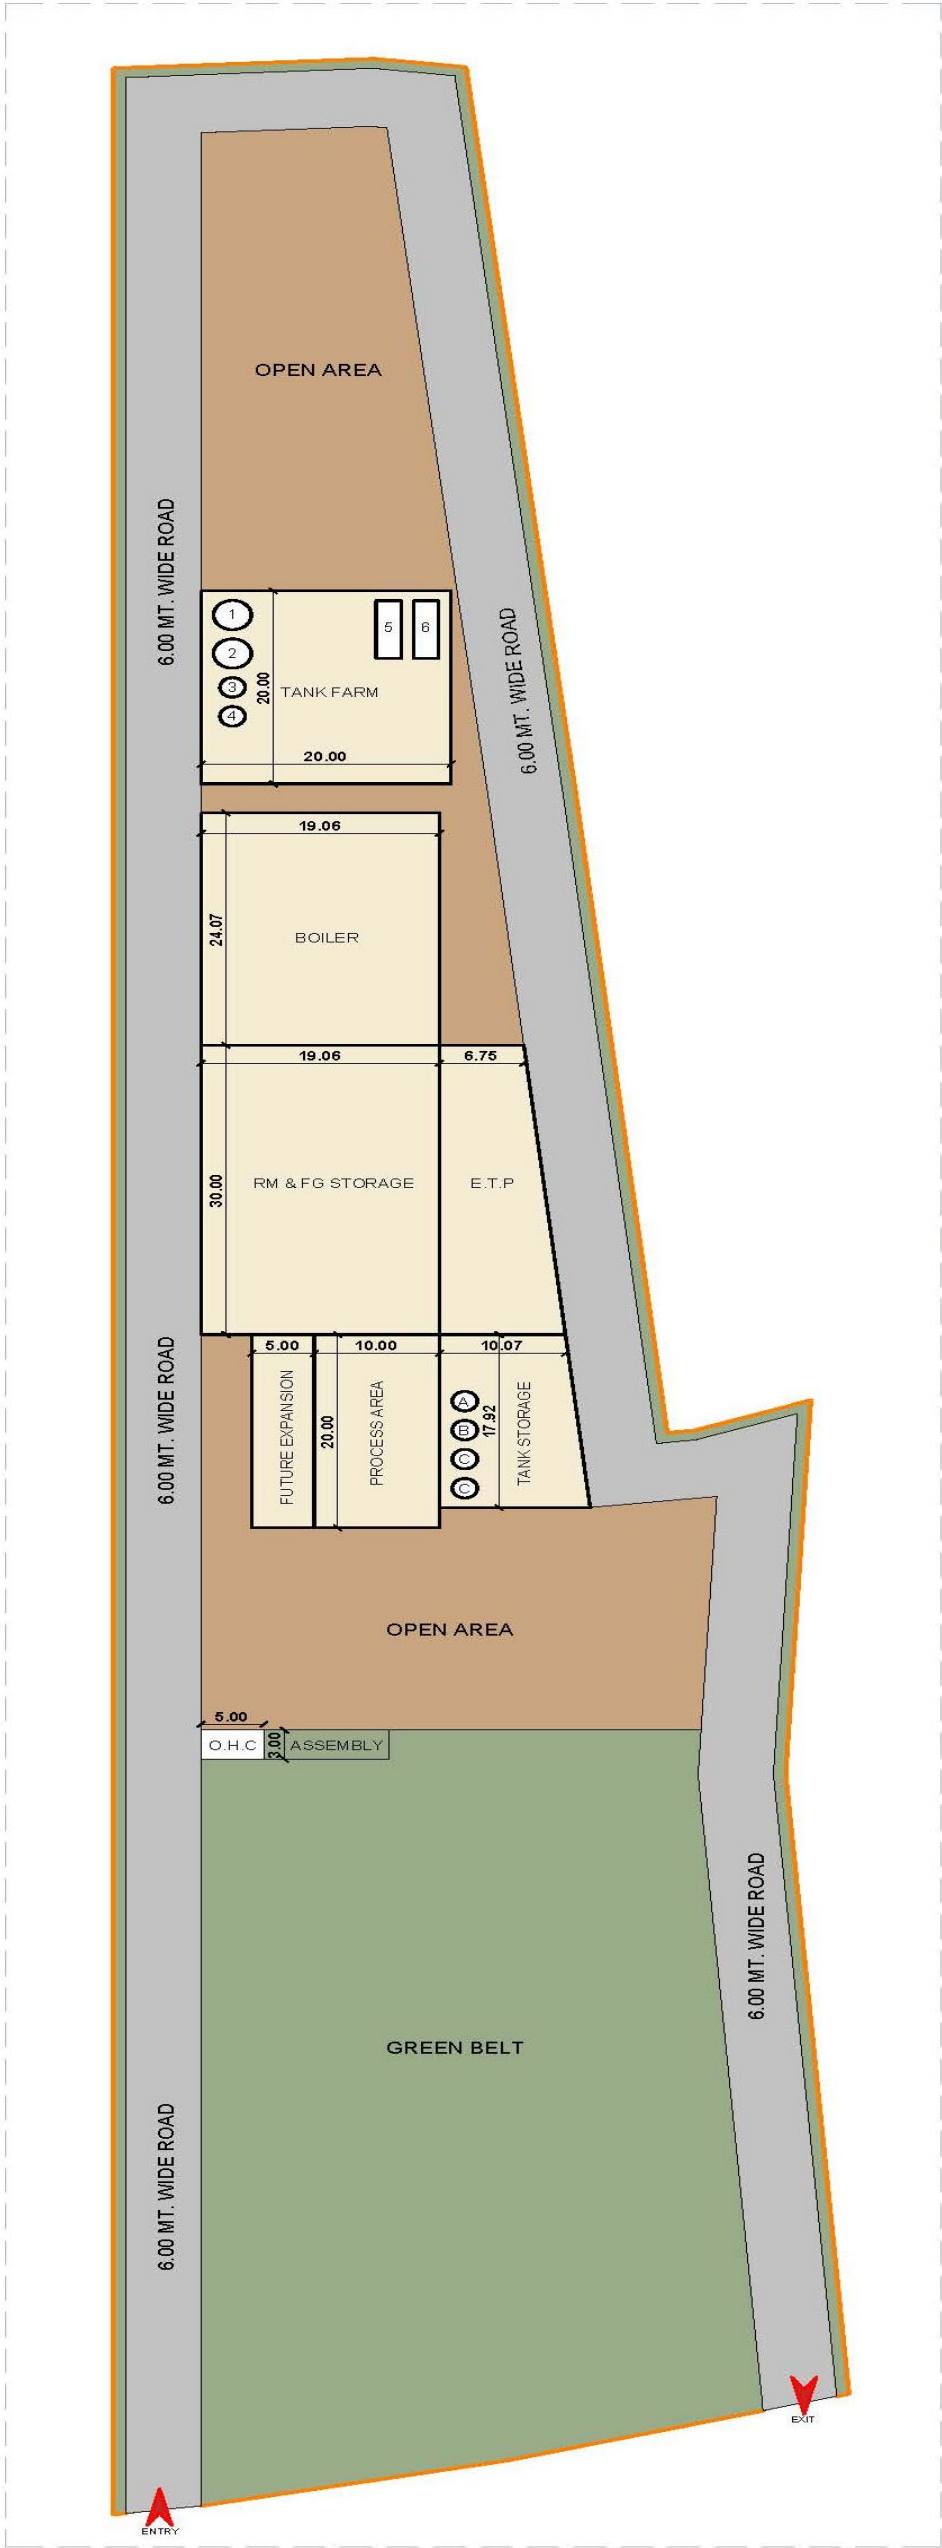 OPEN AREA
6.00 MT. WIDE ROAD
1
2
3
4
5
6
20.00
TANK FARM
20.00
6.00 MT. WIDE ROAD
19.06
24.07
BOILER
19.06
6.75
30.00
RM & FG STORAGE
E.T.P
6.00 MT. WIDE ROAD
5.00
10.00
10.07
FUTURE EXPANSION
20.00
PROCESS AREA
A
B
C
C
17.92
TANK STORAGE
OPEN AREA
5.00
O.H.C
3.00
ASSEMBLY
6.00 MT. WIDE ROAD
GREEN BELT
6.00 MT. WIDE ROAD
EXIT
ENTRY